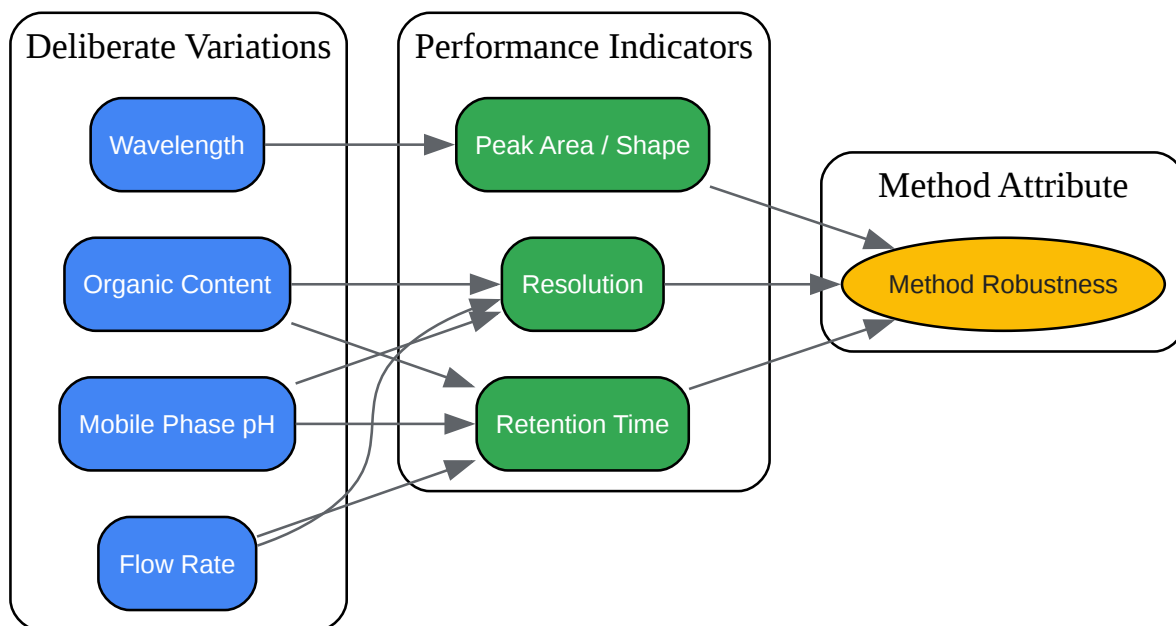 Deliberate Variations
Wavelength
Organic Content
Mobile Phase pH
Flow Rate
Performance Indicators
Peak Area / Shape
Resolution
Retention Time
Method Attribute
Method Robustness